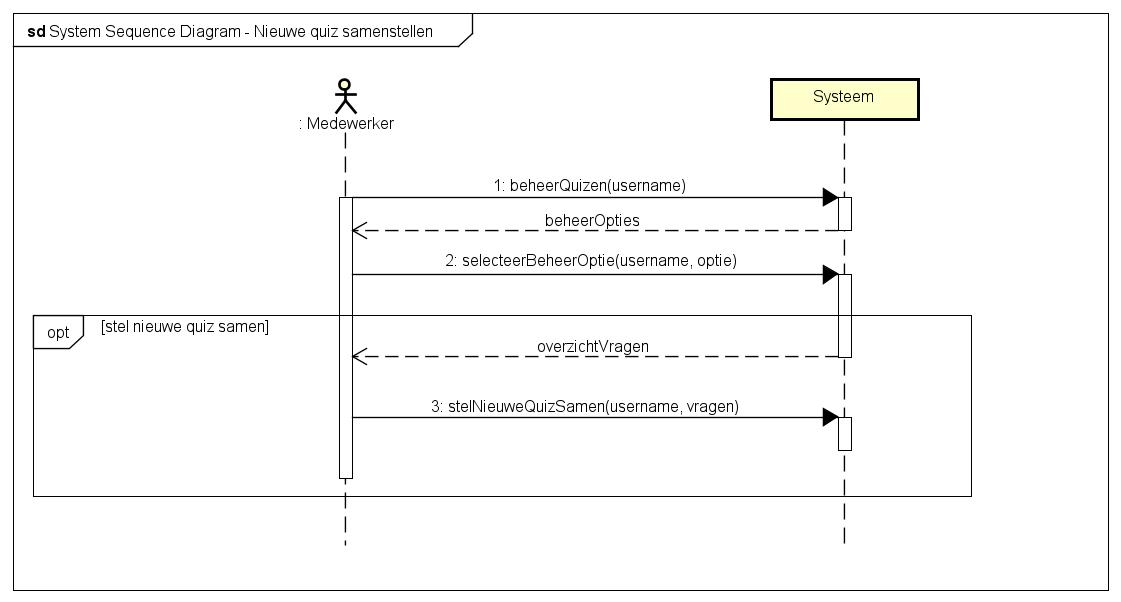 sd System Sequence Diagram - Nieuwe quiz samenstellen
: Medewerker
Systeem
1: beheerQuizen(username)
beheerOpties
2: selecteerBeheerOptie(username, optie)
opt
[stel nieuwe quiz samen]
overzichtVragen
3: stelNieuweQuizSamen(username, vragen)